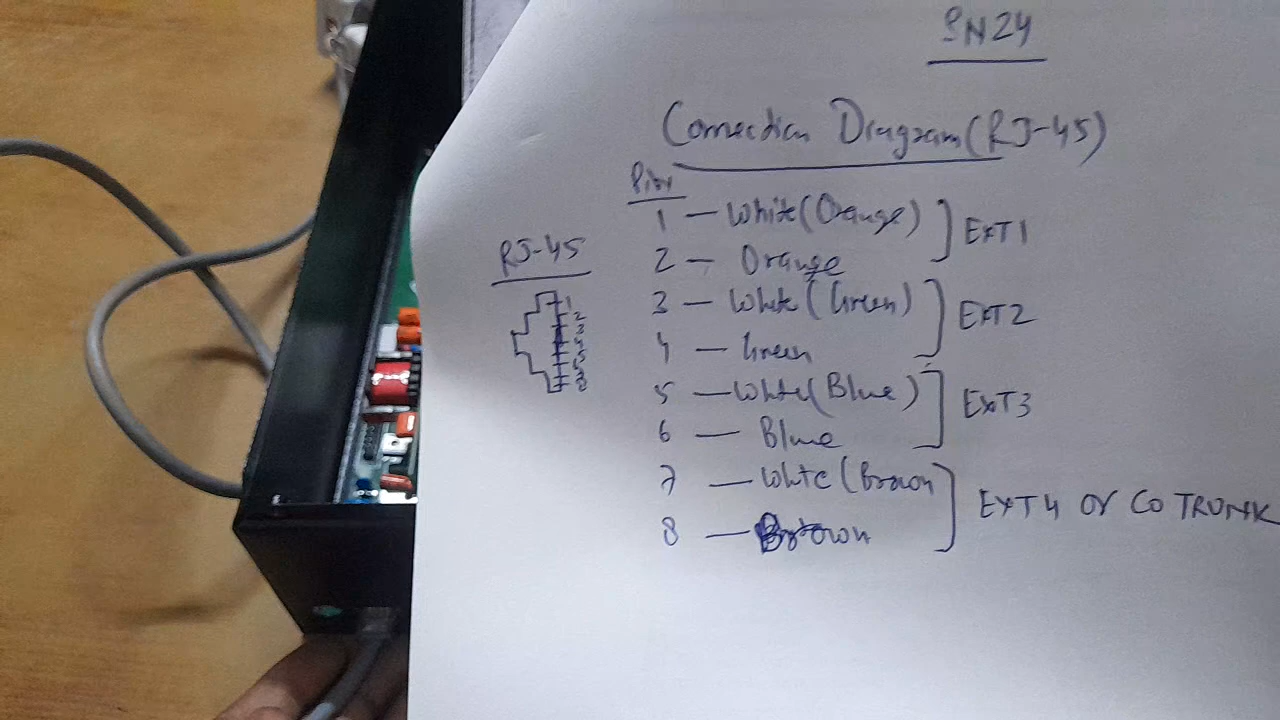 SN24
Connection Diagram (RJ-45)
Pin
1 — White (Orange)
2 — Orange
EXT1
3 — White (Green)
4 — Green
EXT2
5 — White (Blue)
6 — Blue
EXT3
7 — White (Brown
8 — Brown
EXT4 or CO TRUNK
RJ-45
1
2
3
4
5
6
7
8